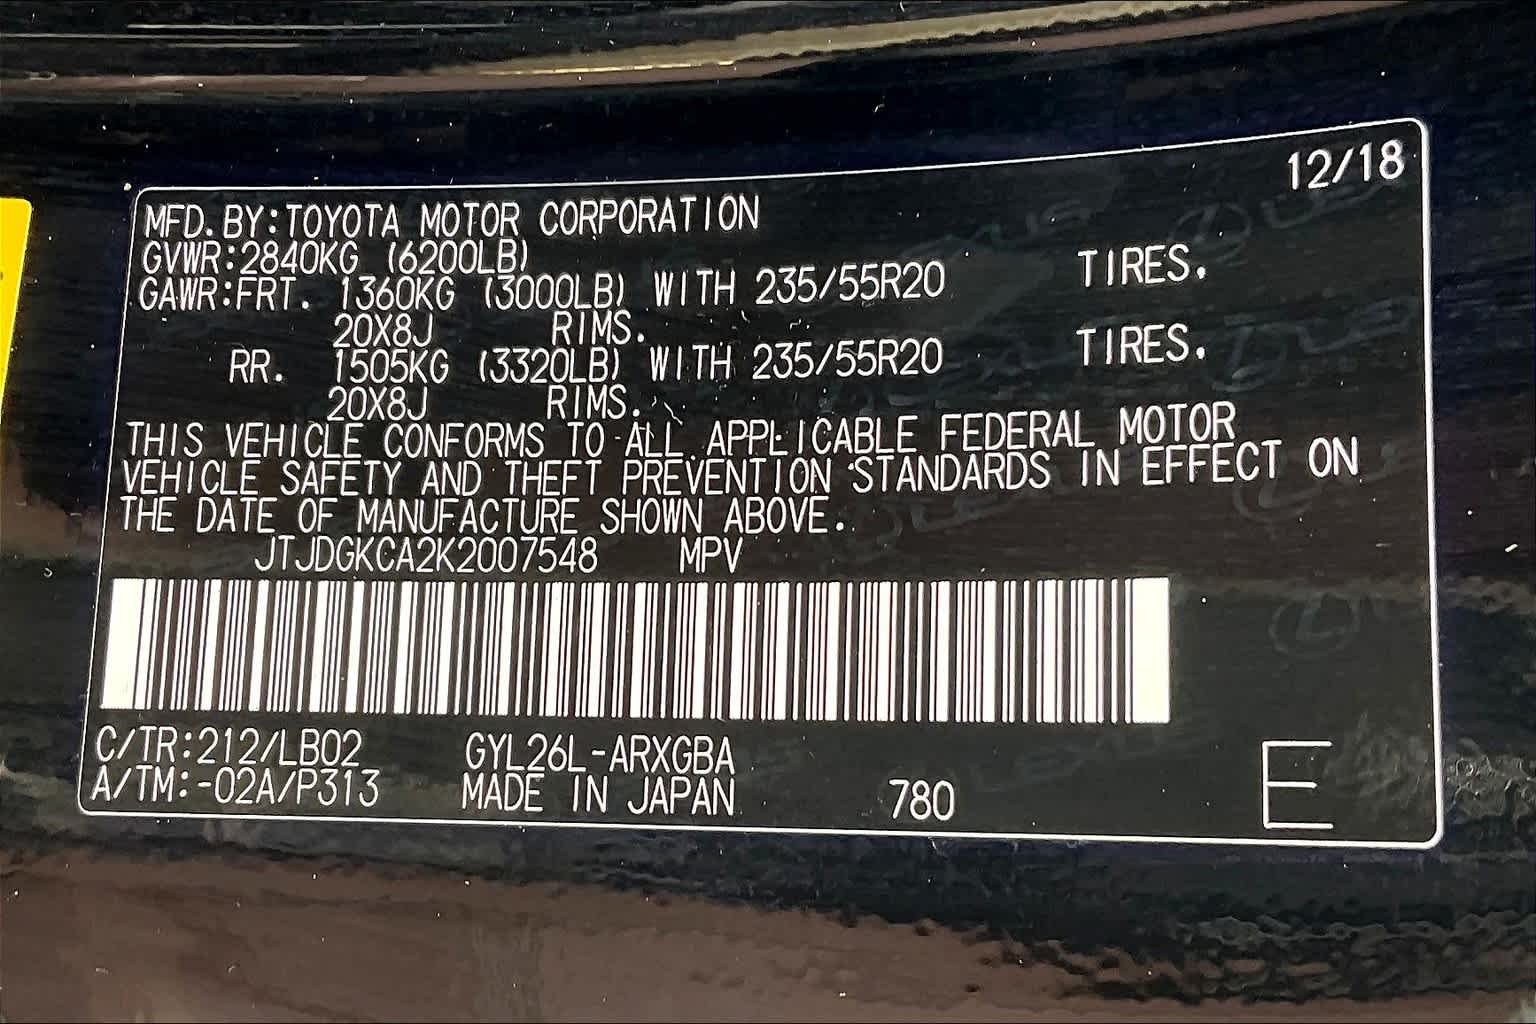 12/18
MFD. BY:TOYOTA MOTOR CORPORATION
GVWR:2840KG (6200LB)
GAWR:FRT. 1360KG (3000LB) WITH 235/55R20 TIRES.
20X8J RIMS.
RR. 1505KG (3320LB) WITH 235/55R20 TIRES.
20X8J RIMS.
THIS VEHICLE CONFORMS TO ALL APPLICABLE FEDERAL MOTOR
VEHICLE SAFETY AND THEFT PREVENTION STANDARDS IN EFFECT ON
THE DATE OF MANUFACTURE SHOWN ABOVE.
JTJDGKCA2K2007548 MPV
C/TR:212/LB02 GYL26L-ARXGBA
A/TM:-02A/P313 MADE IN JAPAN 780 E